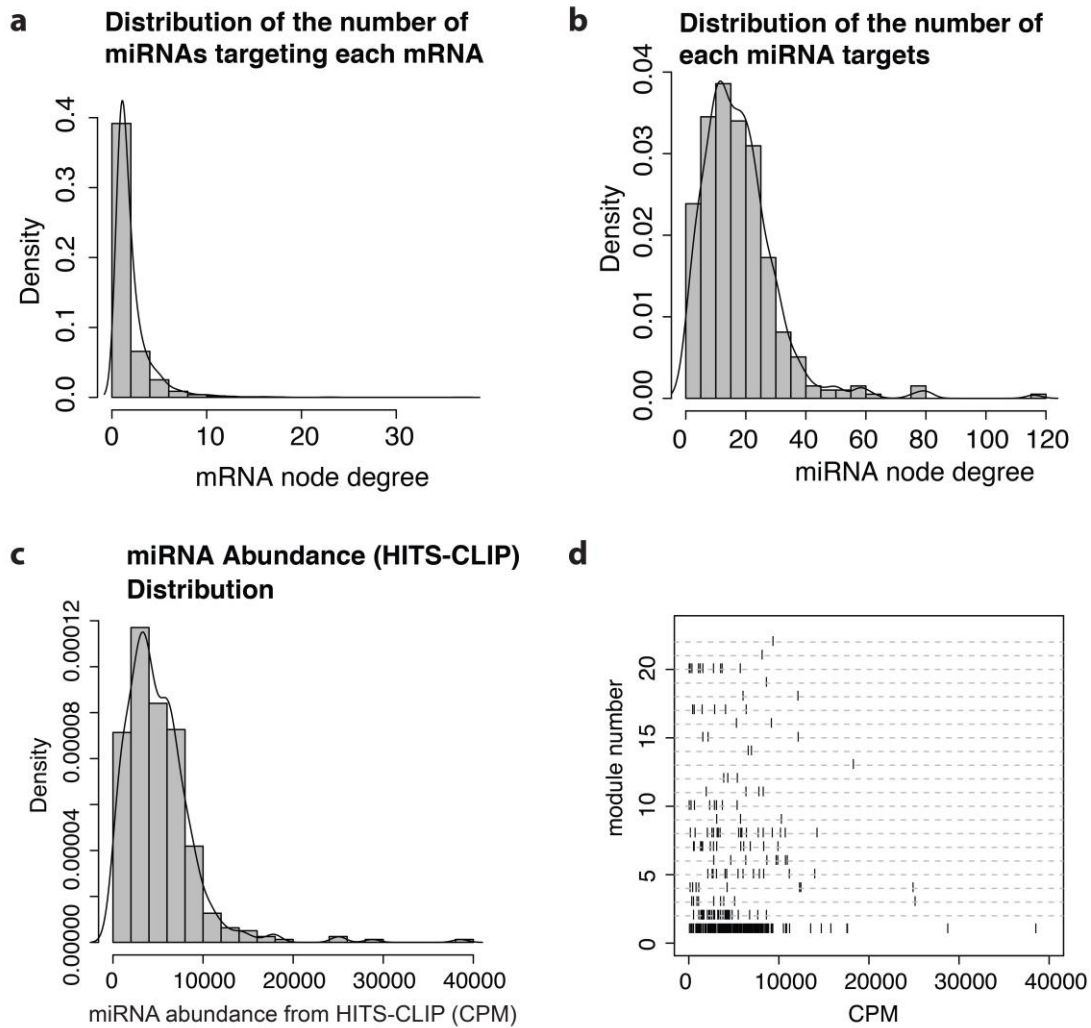 a
Distribution of the number of
miRNAs targeting each mRNA
Density
0.0
0.1
0.2
0.3
0.4
0
10
20
30
mRNA node degree
b
Distribution of the number of
each miRNA targets
Density
0.00
0.01
0.02
0.03
0.04
0
20
40
60
80
100
120
miRNA node degree
c
miRNA Abundance (HITS-CLIP)
Distribution
Density
0.00000
0.00004
0.00008
0.00012
0
10000
20000
30000
40000
miRNA abundance from HITS-CLIP (CPM)
d
module number
0
5
10
15
20
0
10000
20000
30000
40000
CPM